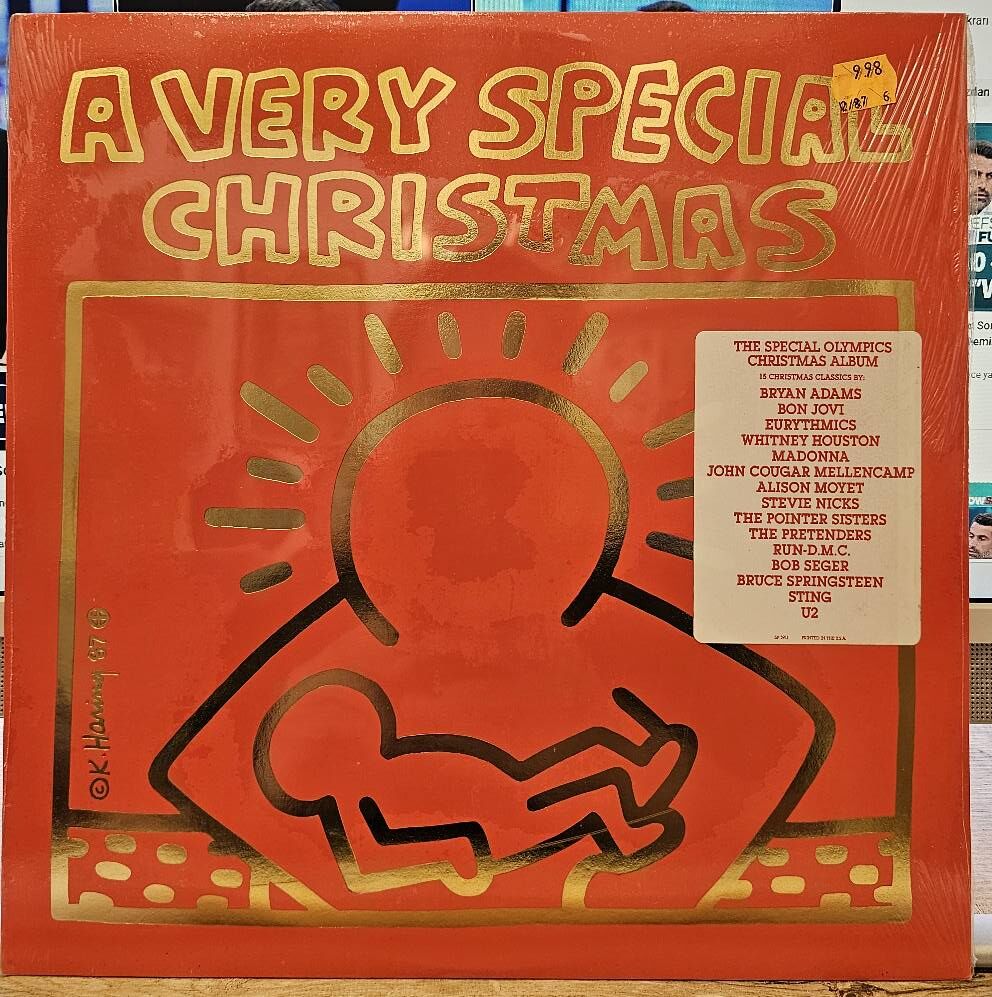 A VERY SPECIAL
998
12/87 6
CHRISTMAS
THE SPECIAL OLYMPICS
CHRISTMAS ALBUM
15 CHRISTMAS CLASSICS BY:
BRYAN ADAMS
BON JOVI
EURYTHMICS
WHITNEY HOUSTON
MADONNA
JOHN COUGAR MELLENCAMP
ALISON MOYET
STEVIE NICKS
THE POINTER SISTERS
THE PRETENDERS
RUN-D.M.C.
BOB SEGER
BRUCE SPRINGSTEEN
STING
U2
PRINTED IN THE U.S.A.
© K. Haring 87